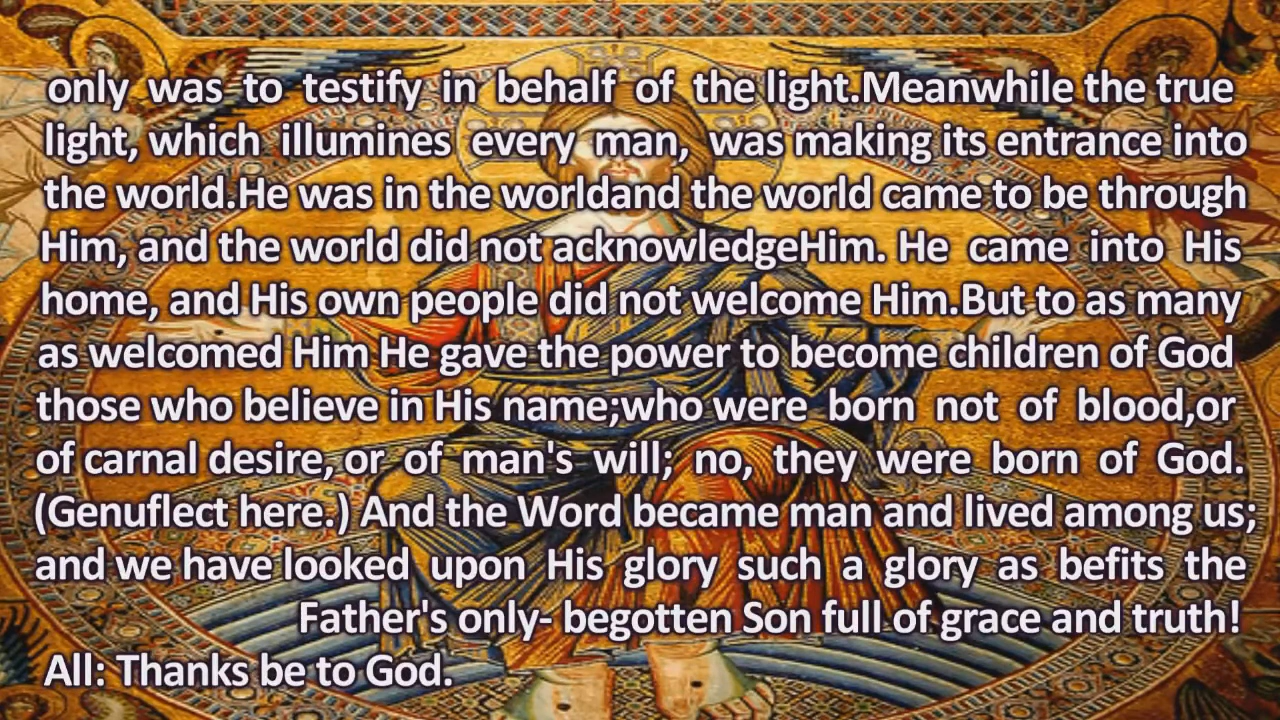 only was to testify in behalf of the light.Meanwhile the true
light, which illumines every man, was making its entrance into
the world.He was in the worldand the world came to be through
Him, and the world did not acknowledgeHim. He came into His
home, and His own people did not welcome Him.But to as many
as welcomed Him He gave the power to become children of God
those who believe in His name;who were born not of blood,or
of carnal desire, or of man's will; no, they were born of God.
(Genuflect here.) And the Word became man and lived among us;
and we have looked upon His glory such a glory as befits the
Father's only- begotten Son full of grace and truth!
All: Thanks be to God.